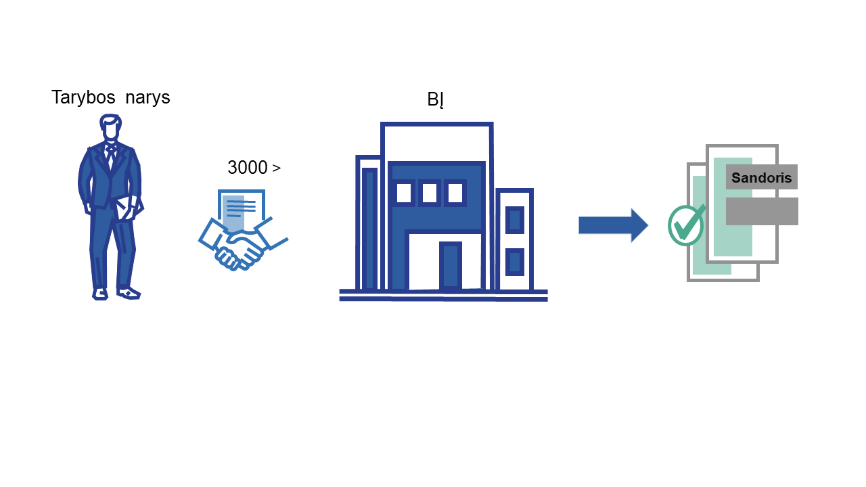 Tarybos narys
BĮ
3000 >
Sandoris